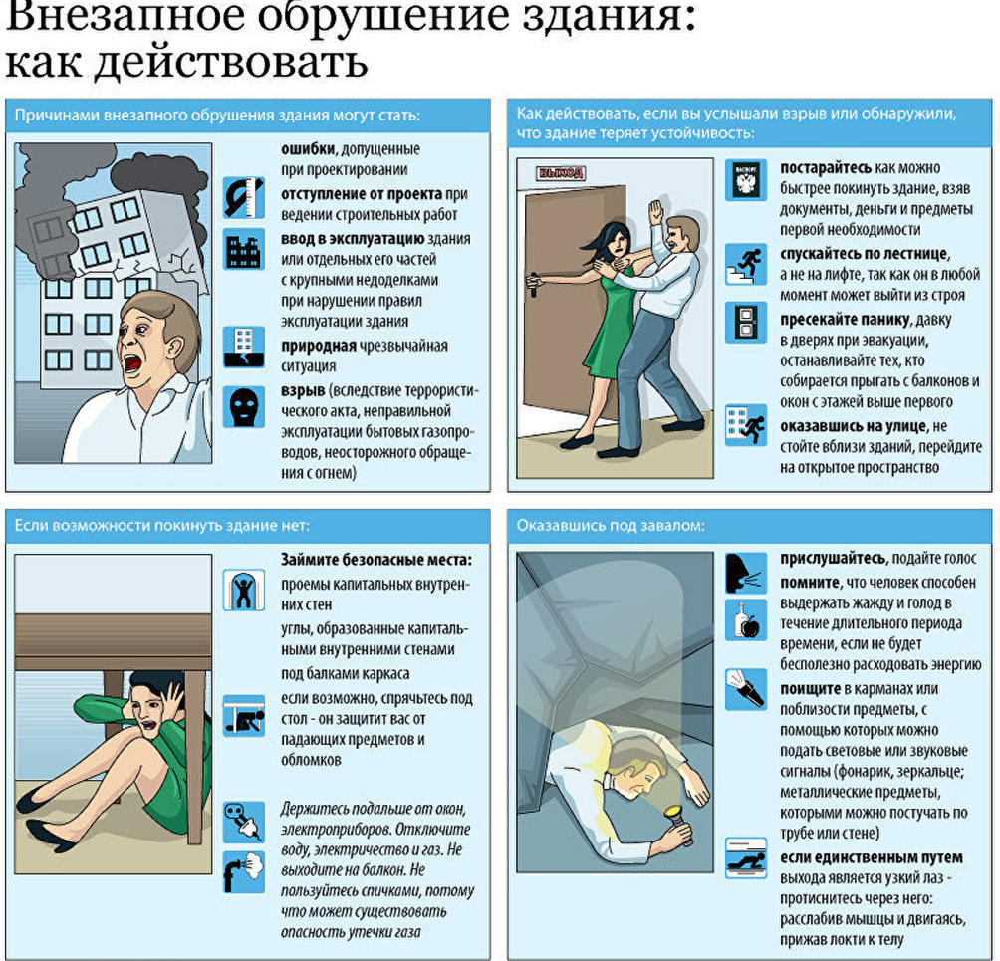 Внезапное обрушение здания:
как действовать
Причинами внезапного обрушения здания могут стать:
ошибки, допущенные
при проектировании
отступление от проекта при
ведении строительных работ
ввод в эксплуатацию здания
или отдельных его частей
с крупными недоделками
при нарушении правил
эксплуатации здания
природная чрезвычайная
ситуация
взрыв (вследствие террористи-
ческого акта, неправильной
эксплуатации бытовых газопро-
водов, неосторожного обраще-
ния с огнем)
Как действовать, если вы услышали взрыв или обнаружили,
что здание теряет устойчивость:
ВЫХОД
ПАСПОРТ
постарайтесь как можно
быстрее покинуть здание, взяв
документы, деньги и предметы
первой необходимости
спускайтесь по лестнице,
а не на лифте, так как он в любой
момент может выйти из строя
пресекайте панику, давку
в дверях при эвакуации,
останавливайте тех, кто
собирается прыгать с балконов и
окон с этажей выше первого
оказавшись на улице, не
стойте вблизи зданий, перейдите
на открытое пространство
Если возможности покинуть здание нет:
Займите безопасные места:
проемы капитальных внутрен-
них стен
углы, образованные капиталь-
ными внутренними стенами
под балками каркаса
если возможно, спрячьтесь под
стол - он защитит вас от
падающих предметов и
обломков
Держитесь подальше от окон,
электроприборов. Отключите
воду, электричество и газ. Не
выходите на балкон. Не
пользуйтесь спичками, потому
что может существовать
опасность утечки газа
Оказавшись под завалом:
прислушайтесь, подайте голос
помните, что человек способен
выдержать жажду и голод в
течение длительного периода
времени, если не будет
бесполезно расходовать энергию
поищите в карманах или
поблизости предметы, с
помощью которых можно
подать световые или звуковые
сигналы (фонарик, зеркальце;
металлические предметы,
которыми можно постучать по
трубе или стене)
если единственным путем
выхода является узкий лаз -
протиснитесь через него:
расслабив мышцы и двигаясь,
прижав локти к телу